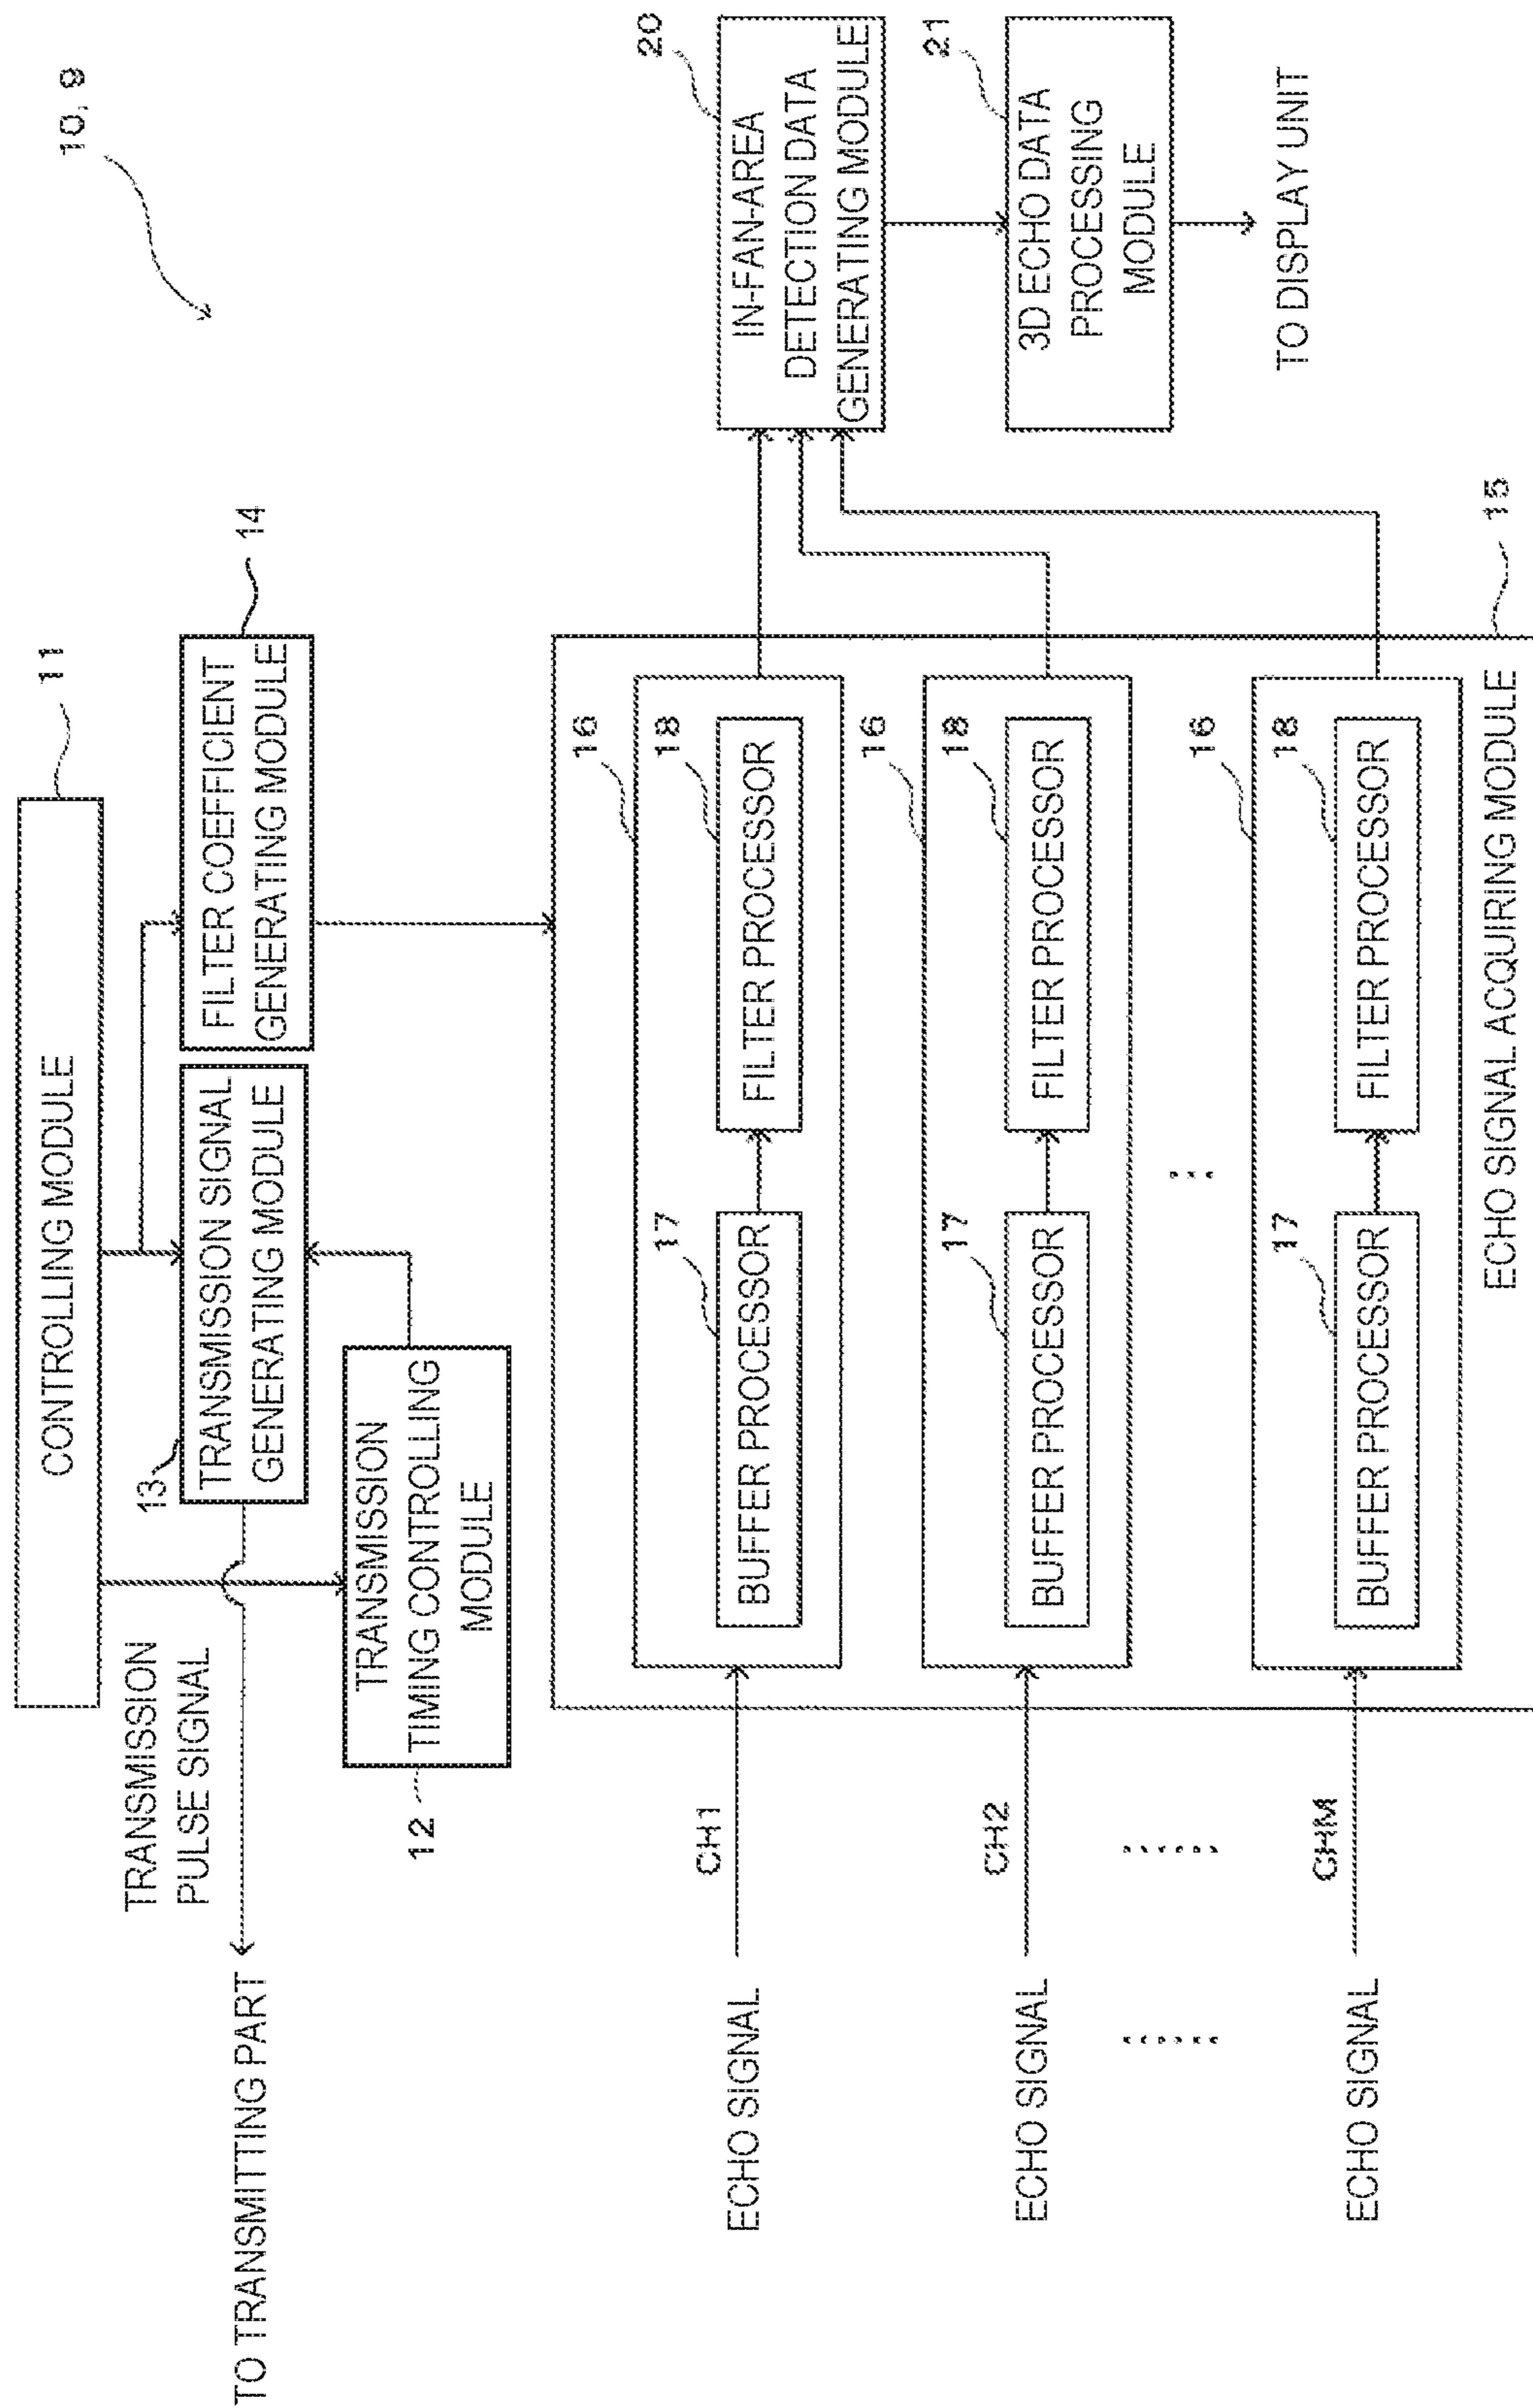 10, 9
CONTROLLING MODULE
11
TRANSMISSION
PULSE SIGNAL
TO TRANSMITTING PART
13
TRANSMISSION SIGNAL
GENERATING MODULE
FILTER COEFFICIENT
GENERATING MODULE
14
TRANSMISSION
TIMING CONTROLLING
MODULE
12
ECHO SIGNAL
CH1
16
17
BUFFER PROCESSOR
18
FILTER PROCESSOR
ECHO SIGNAL
CH2
16
17
BUFFER PROCESSOR
18
FILTER PROCESSOR
ECHO SIGNAL
CHM
16
17
BUFFER PROCESSOR
18
FILTER PROCESSOR
ECHO SIGNAL ACQUIRING MODULE
15
20
IN-FAN-AREA
DETECTION DATA
GENERATING MODULE
21
3D ECHO DATA
PROCESSING
MODULE
TO DISPLAY UNIT